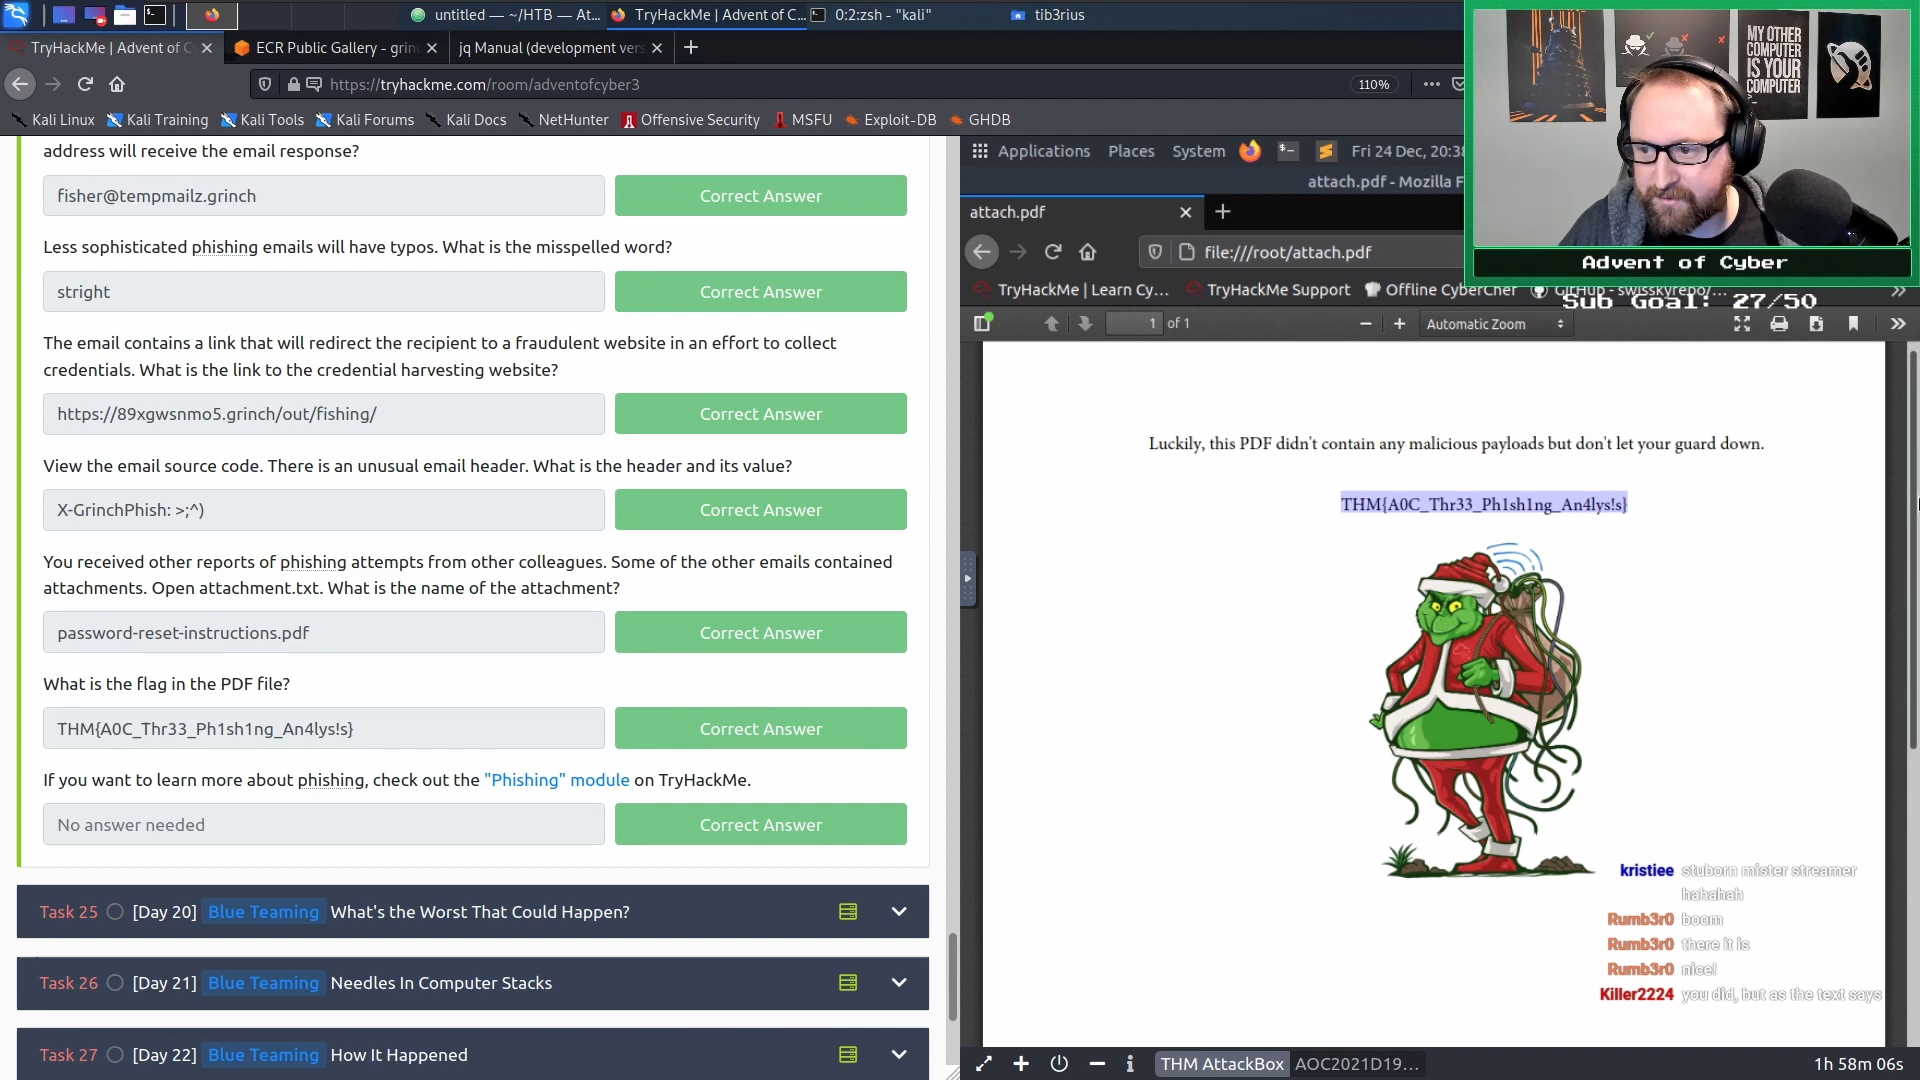 untitled — ~/HTB — At...
TryHackMe | Advent of C...
0:2:zsh - "kali"
tib3rius
TryHackMe | Advent of C
ECR Public Gallery - grin
jq Manual (development vers
https://tryhackme.com/room/adventofcyber3
110%
Kali Linux
Kali Training
Kali Tools
Kali Forums
Kali Docs
NetHunter
Offensive Security
MSFU
Exploit-DB
GHDB
address will receive the email response?
fisher@tempmailz.grinch
Correct Answer
Less sophisticated phishing emails will have typos. What is the misspelled word?
stright
Correct Answer
The email contains a link that will redirect the recipient to a fraudulent website in an effort to collect
credentials. What is the link to the credential harvesting website?
https://89xgwsnmo5.grinch/out/fishing/
Correct Answer
View the email source code. There is an unusual email header. What is the header and its value?
X-GrinchPhish: >;^)
Correct Answer
You received other reports of phishing attempts from other colleagues. Some of the other emails contained
attachments. Open attachment.txt. What is the name of the attachment?
password-reset-instructions.pdf
Correct Answer
What is the flag in the PDF file?
THM{A0C_Thr33_Ph1sh1ng_An4lys!s}
Correct Answer
If you want to learn more about phishing, check out the "Phishing" module on TryHackMe.
No answer needed
Correct Answer
Task 25 [Day 20] Blue Teaming What's the Worst That Could Happen?
Task 26 [Day 21] Blue Teaming Needles In Computer Stacks
Task 27 [Day 22] Blue Teaming How It Happened
Applications Places System Fri 24 Dec, 20:38
attach.pdf - Mozilla F
attach.pdf
file:///root/attach.pdf
TryHackMe | Learn Cy...
TryHackMe Support
Offline CyberChef
GitHub - swisskyrepo/...
1 of 1
Automatic Zoom
Luckily, this PDF didn't contain any malicious payloads but don't let your guard down.
THM{A0C_Thr33_Ph1sh1ng_An4lys!s}
MY OTHER
COMPUTER
IS YOUR
COMPUTER
Advent of Cyber
Sub Goal: 27/50
kristiee stuborn mister streamer
hahahah
Rumb3r0 boom
Rumb3r0 there it is
Rumb3r0 nice!
Killer2224 you did, but as the text says
THM AttackBox
AOC2021D19...
1h 58m 06s